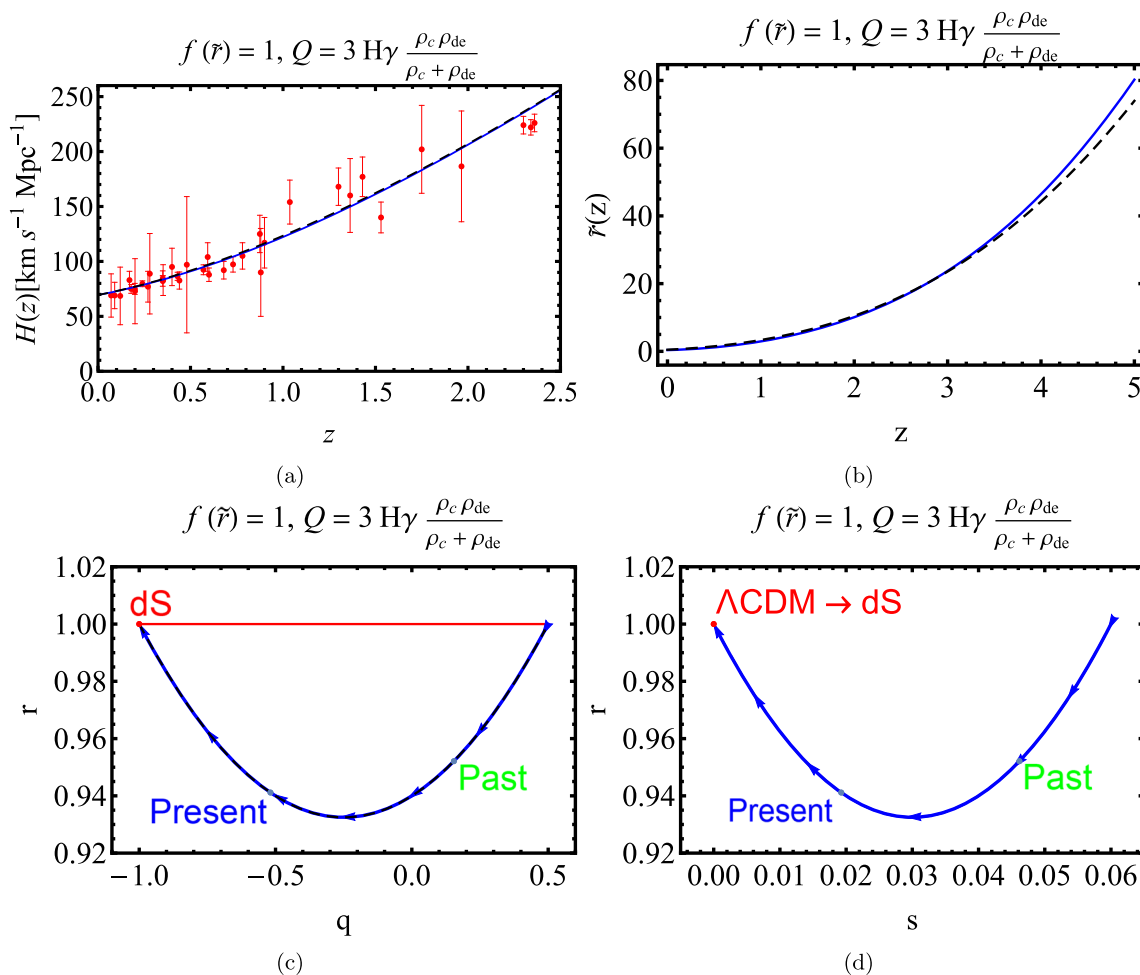 f (r̃) = 1, Q = 3 Hγ ρc ρde / (ρc + ρde)
250
200
150
100
50
0
H(z)[km s⁻¹ Mpc⁻¹]
0.0 0.5 1.0 1.5 2.0 2.5
z
(a)
f (r̃) = 1, Q = 3 Hγ ρc ρde / (ρc + ρde)
80
60
40
20
0
r̃(z)
0 1 2 3 4 5
z
(b)
f (r̃) = 1, Q = 3 Hγ ρc ρde / (ρc + ρde)
1.02
1.00
0.98
0.96
0.94
0.92
r
dS
Past
Present
−1.0 −0.5 0.0 0.5
q
(c)
f (r̃) = 1, Q = 3 Hγ ρc ρde / (ρc + ρde)
1.02
1.00
0.98
0.96
0.94
0.92
r
ΛCDM → dS
Past
Present
0.00 0.01 0.02 0.03 0.04 0.05 0.06
s
(d)